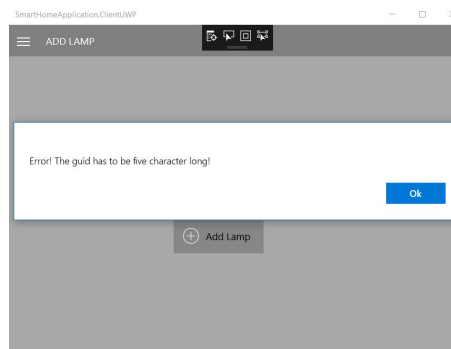 SmartHomeApplication.ClientUWP
ADD LAMP
Error! The guid has to be five character long!
Ok
Add Lamp